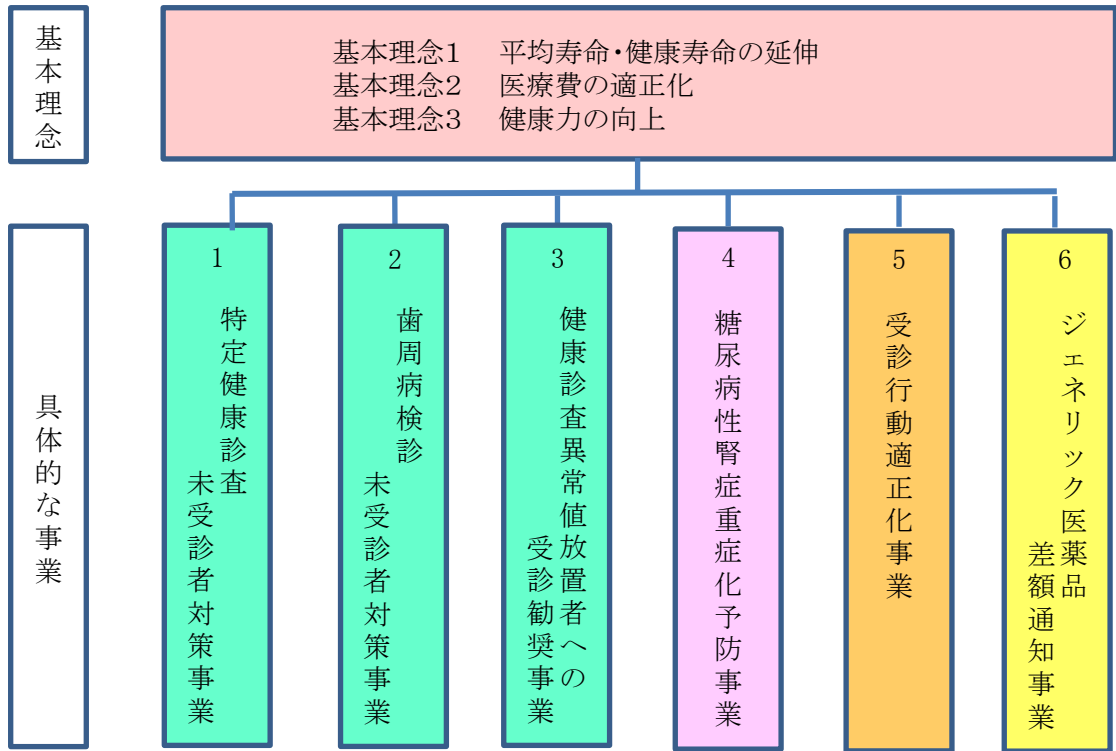 基本理念
基本理念1　平均寿命・健康寿命の延伸
基本理念2　医療費の適正化
基本理念3　健康力の向上
具体的な事業
1
特定健康診査
未受診者対策事業
2
歯周病検診
未受診者対策事業
3
健康診査異常値放置者への
受診勧奨事業
4
糖尿病性腎症重症化予防事業
5
受診行動適正化事業
6
ジェネリック医薬品
差額通知事業